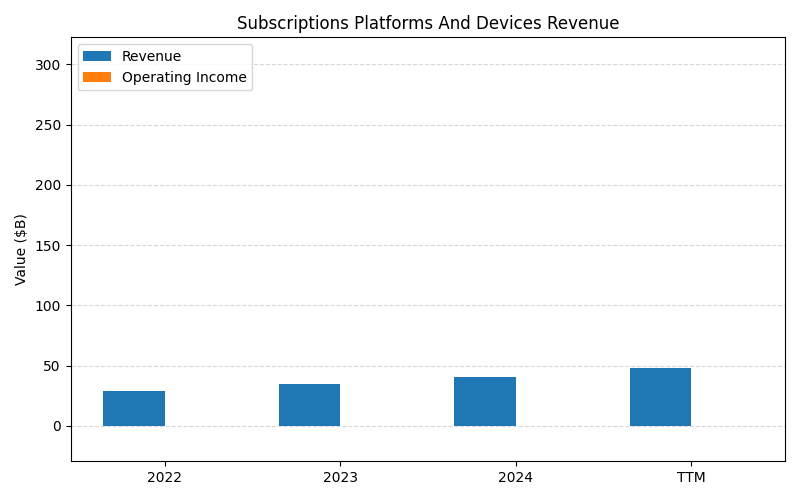 Subscriptions Platforms And Devices Revenue
Revenue
Operating Income
300
250
200
150
100
50
0
Value ($B)
2022
2023
2024
TTM